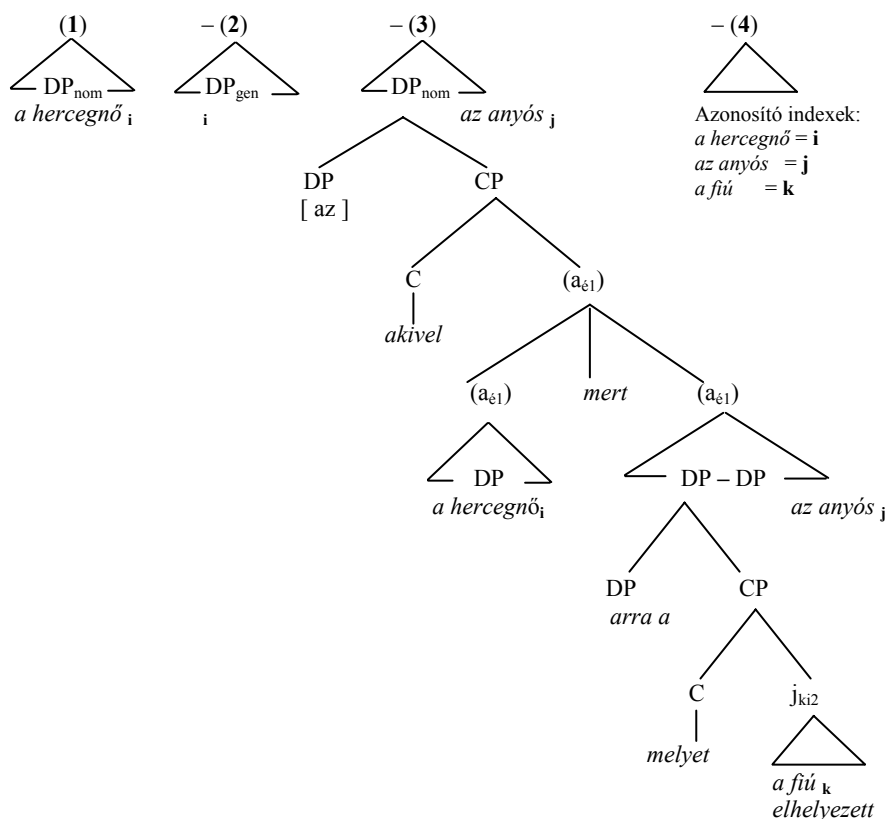 (1) – (2) – (3) – (4)
DPnom DPgen DPnom
a hercegnő i i az anyós j
Azonosító indexek:
a hercegnő = i
az anyós = j
a fiú = k
DP CP
[ az ]
C (aé1)
akivel
(aé1) mert (aé1)
DP DP – DP
a hercegnői az anyós j
DP CP
arra a
C jki2
melyet
a fiú k
elhelyezett